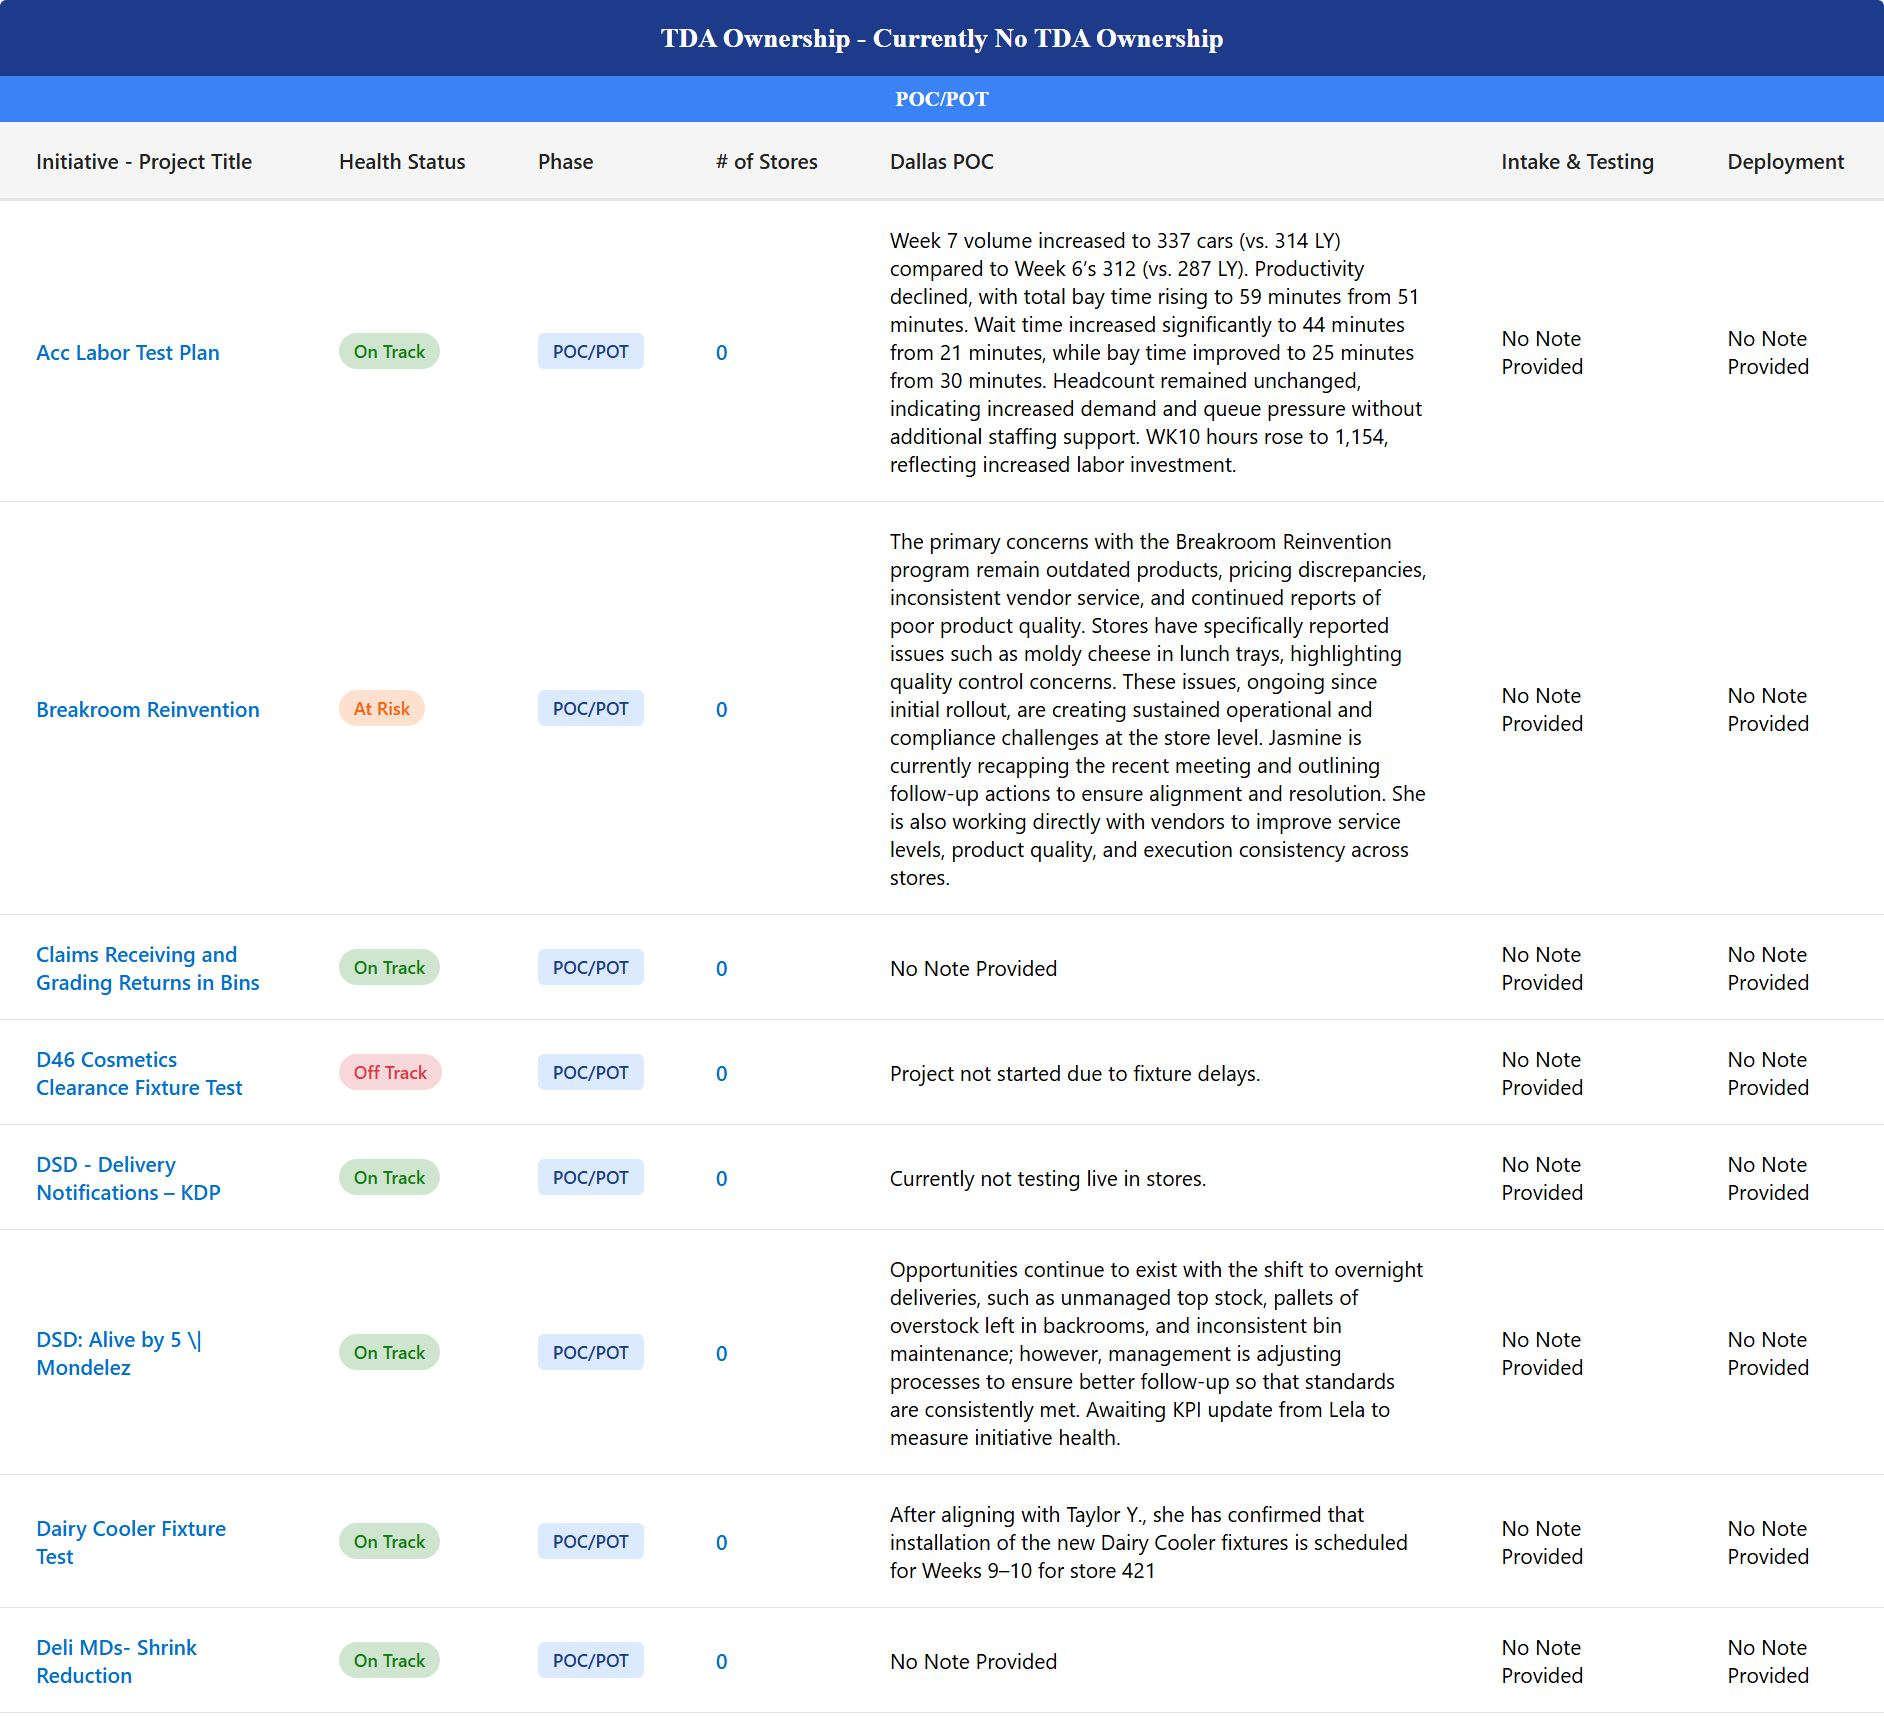 TDA Ownership - Currently No TDA Ownership
POC/POT
Initiative - Project Title Health Status Phase # of Stores Dallas POC Intake & Testing Deployment
Acc Labor Test Plan
On Track
POC/POT
0
Week 7 volume increased to 337 cars (vs. 314 LY)
compared to Week 6's 312 (vs. 287 LY). Productivity
declined, with total bay time rising to 59 minutes from 51
minutes. Wait time increased significantly to 44 minutes
from 21 minutes, while bay time improved to 25 minutes
from 30 minutes. Headcount remained unchanged,
indicating increased demand and queue pressure without
additional staffing support. WK10 hours rose to 1,154,
reflecting increased labor investment.
No Note
Provided
No Note
Provided
Breakroom Reinvention
At Risk
POC/POT
0
The primary concerns with the Breakroom Reinvention
program remain outdated products, pricing discrepancies,
inconsistent vendor service, and continued reports of
poor product quality. Stores have specifically reported
issues such as moldy cheese in lunch trays, highlighting
quality control concerns. These issues, ongoing since
initial rollout, are creating sustained operational and
compliance challenges at the store level. Jasmine is
currently recapping the recent meeting and outlining
follow-up actions to ensure alignment and resolution. She
is also working directly with vendors to improve service
levels, product quality, and execution consistency across
stores.
No Note
Provided
No Note
Provided
Claims Receiving and
Grading Returns in Bins
On Track
POC/POT
0
No Note Provided
No Note
Provided
No Note
Provided
D46 Cosmetics
Clearance Fixture Test
Off Track
POC/POT
0
Project not started due to fixture delays.
No Note
Provided
No Note
Provided
DSD - Delivery
Notifications – KDP
On Track
POC/POT
0
Currently not testing live in stores.
No Note
Provided
No Note
Provided
DSD: Alive by 5 \|
Mondelez
On Track
POC/POT
0
Opportunities continue to exist with the shift to overnight
deliveries, such as unmanaged top stock, pallets of
overstock left in backrooms, and inconsistent bin
maintenance; however, management is adjusting
processes to ensure better follow-up so that standards
are consistently met. Awaiting KPI update from Lela to
measure initiative health.
No Note
Provided
No Note
Provided
Dairy Cooler Fixture
Test
On Track
POC/POT
0
After aligning with Taylor Y., she has confirmed that
installation of the new Dairy Cooler fixtures is scheduled
for Weeks 9–10 for store 421
No Note
Provided
No Note
Provided
Deli MDs- Shrink
Reduction
On Track
POC/POT
0
No Note Provided
No Note
Provided
No Note
Provided